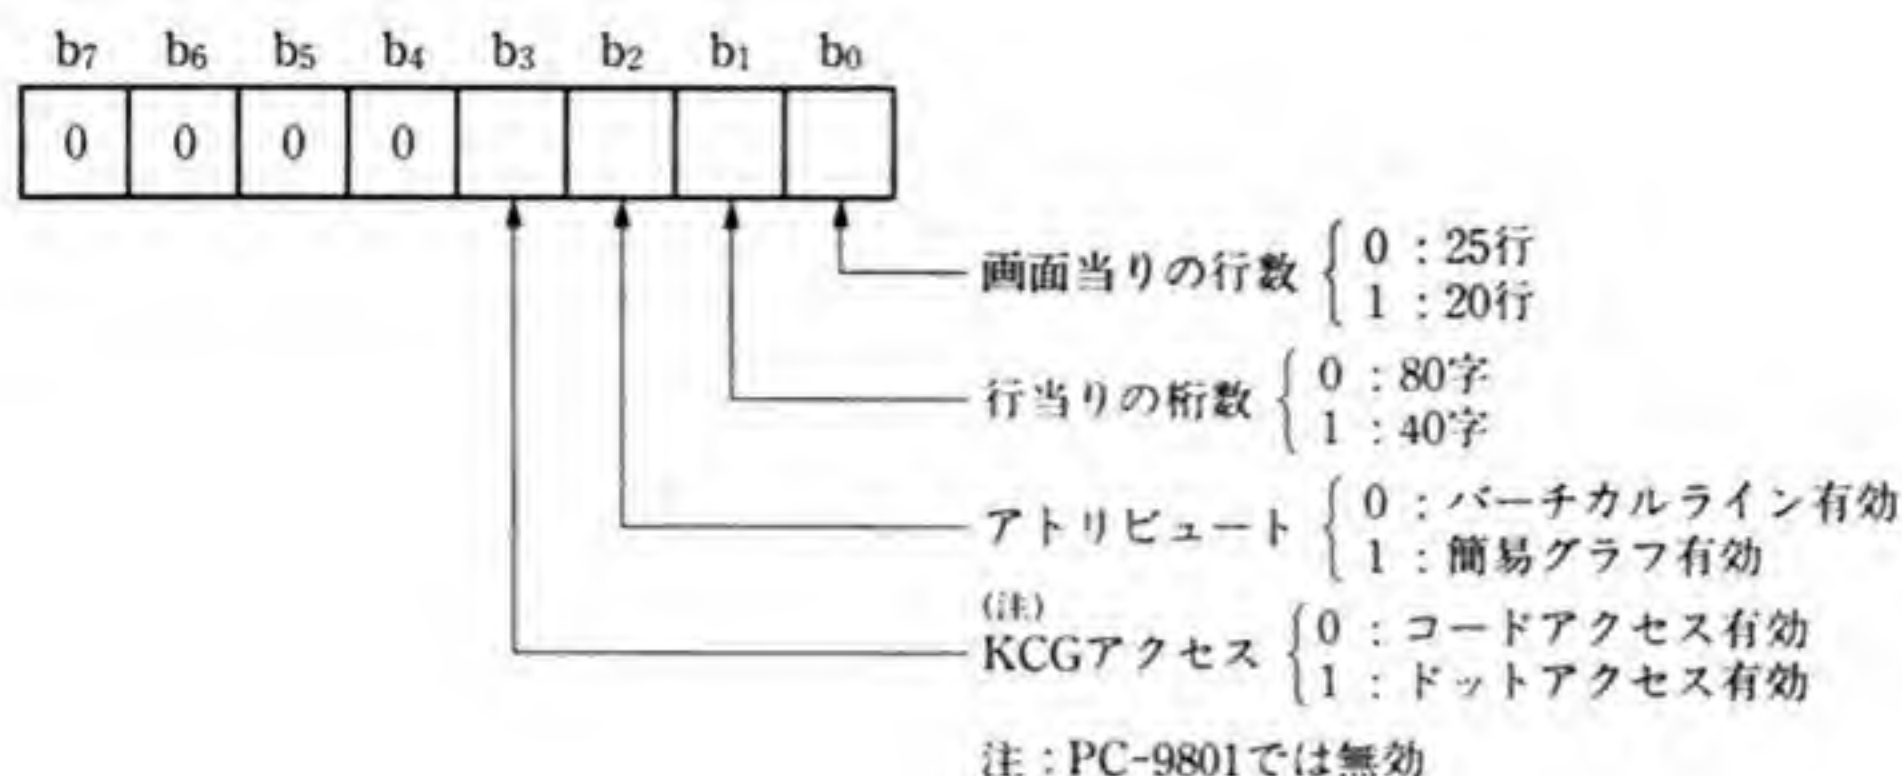 b7 b6 b5 b4 b3 b2 b1 b0
0 0 0 0
画面当りの行数 { 0 : 25行
1 : 20行
行当りの桁数 { 0 : 80字
1 : 40字
アトリビュート { 0 : バーチカルライン有効
1 : 簡易グラフ有効
(注)
KCGアクセス { 0 : コードアクセス有効
1 : ドットアクセス有効
注 : PC-9801では無効